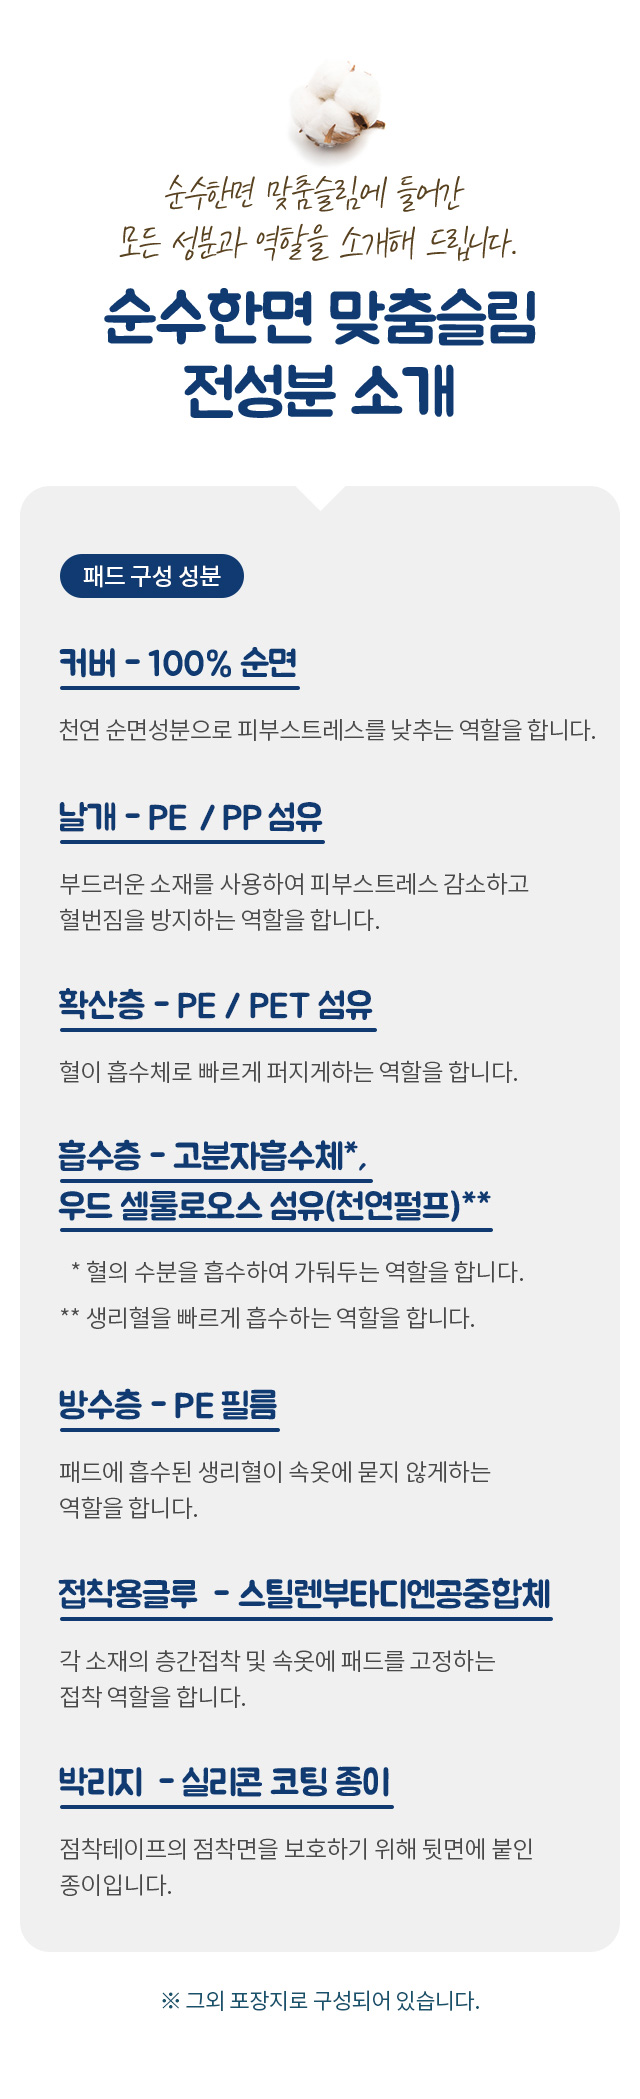 순수한면 맞춤슬림에 들어간
모든 성분과 역할을 소개해 드립니다.
순수한면 맞춤슬림
전성분 소개
패드 구성 성분
커버 - 100% 순면
천연 순면성분으로 피부스트레스를 낮추는 역할을 합니다.
날개 - PE / PP 섬유
부드러운 소재를 사용하여 피부스트레스 감소하고
혈번짐을 방지하는 역할을 합니다.
확산층 - PE / PET 섬유
혈이 흡수체로 빠르게 퍼지게하는 역할을 합니다.
흡수층 - 고분자흡수체*,
우드 셀룰로오스 섬유(천연펄프)**
* 혈의 수분을 흡수하여 가둬두는 역할을 합니다.
** 생리혈을 빠르게 흡수하는 역할을 합니다.
방수층 - PE 필름
패드에 흡수된 생리혈이 속옷에 묻지 않게하는
역할을 합니다.
접착용글루 - 스틸렌부타디엔공중합체
각 소재의 층간접착 및 속옷에 패드를 고정하는
접착 역할을 합니다.
박리지 - 실리콘 코팅 종이
점착테이프의 점착면을 보호하기 위해 뒷면에 붙인
종이입니다.
※ 그외 포장지로 구성되어 있습니다.